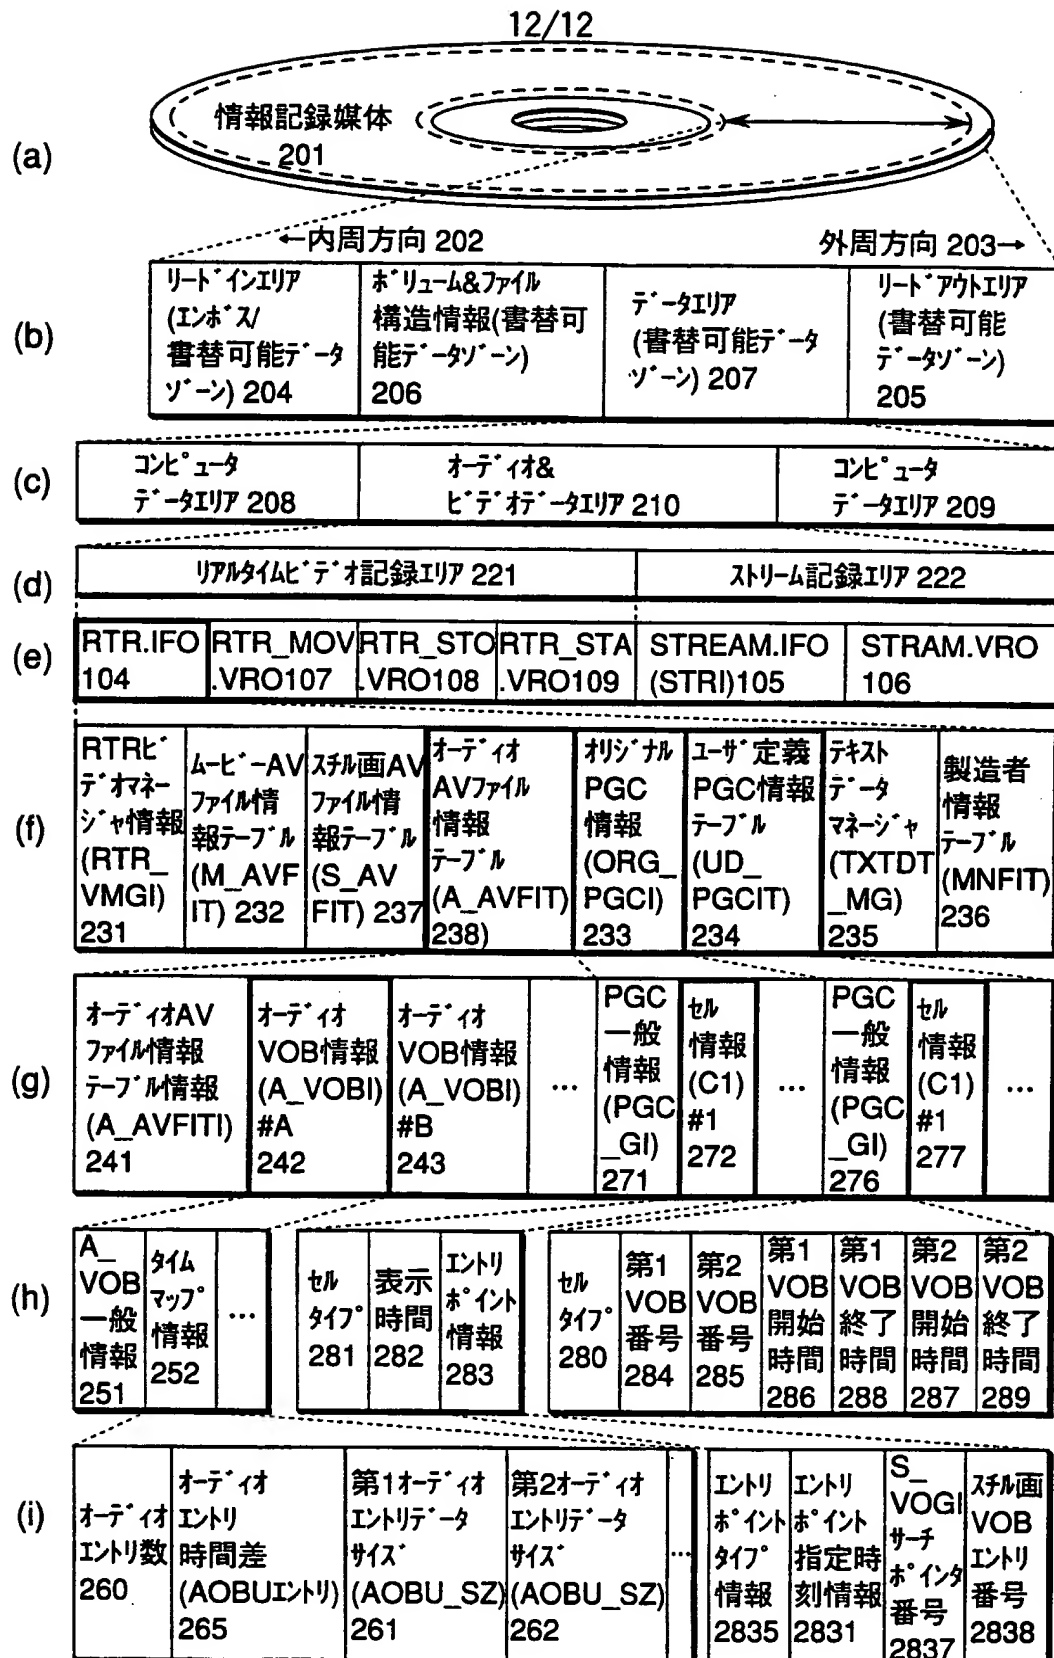 12/12
(a)
情報記録媒体
201
←内周方向 202
外周方向 203→
(b)
リードインエリア
(エンボス/
書替可能データ
ゾーン) 204
ボリューム&ファイル
構造情報(書替可
能データゾーン)
206
データエリア
(書替可能データ
ゾーン) 207
リードアウトエリア
(書替可能
データゾーン)
205
(c)
コンピュータ
データエリア 208
オーディオ&
ビデオデータエリア 210
コンピュータ
データエリア 209
(d)
リアルタイムビデオ記録エリア 221
ストリーム記録エリア 222
(e)
RTR.IFO
104
RTR_MOV
.VRO107
RTR_STO
.VRO108
RTR_STA
.VRO109
STREAM.IFO
(STRI)105
STRAM.VRO
106
(f)
RTRビ
デオマネー
ジャ情報
(RTR_
VMGI)
231
ムービーAV
ファイル情
報テーブル
(M_AVF
IT) 232
スチル画AV
ファイル情
報テーブル
(S_AV
FIT) 237
オーディオ
AVファイル
情報
テーブル
(A_AVFIT)
238)
オリジナル
PGC
情報
(ORG_
PGCI)
233
ユーザ定義
PGC情報
テーブル
(UD_
PGCIT)
234
テキスト
データ
マネージャ
(TXTDT
_MG)
235
製造者
情報
テーブル
(MNFIT)
236
(g)
オーディオAV
ファイル情報
テーブル情報
(A_AVFITI)
241
オーディオ
VOB情報
(A_VOBI)
#A
242
オーディオ
VOB情報
(A_VOBI)
#B
243
…
PGC
一般
情報
(PGC
_GI)
271
セル
情報
(C1)
#1
272
…
PGC
一般
情報
(PGC
_GI)
276
セル
情報
(C1)
#1
277
…
(h)
A_
VOB
一般
情報
251
タイム
マップ
情報
252
…
セル
タイプ
281
表示
時間
282
エントリ
ポイント
情報
283
セル
タイプ
280
第1
VOB
番号
284
第2
VOB
番号
285
第1
VOB
開始
時間
286
第1
VOB
終了
時間
288
第2
VOB
開始
時間
287
第2
VOB
終了
時間
289
(i)
オーディオ
エントリ数
260
オーディオ
エントリ
時間差
(AOBUエントリ)
265
第1オーディオ
エントリデータ
サイズ
(AOBU_SZ)
261
第2オーディオ
エントリデータ
サイズ
(AOBU_SZ)
262
…
エントリ
ポイント
タイプ
情報
2835
エントリ
ポイント
指定時
刻情報
2831
S_
VOGI
サーチ
ポインタ
番号
2837
スチル画
VOB
エントリ
番号
2838